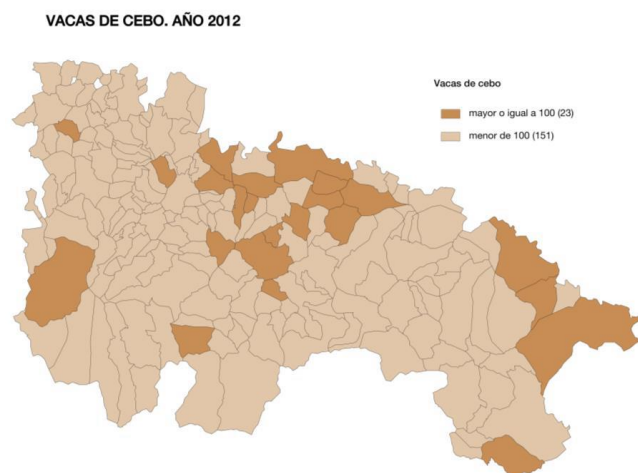 VACAS DE CEBO. AÑO 2012
Vacas de cebo
mayor o igual a 100 (23)
menor de 100 (151)